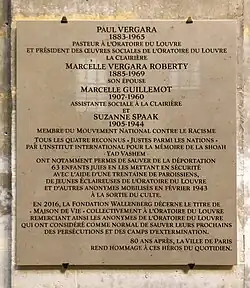 PAUL VERGARA
1883-1965
PASTEUR À L'ORATOIRE DU LOUVRE
ET PRÉSIDENT DES ŒUVRES SOCIALES DE L'ORATOIRE DU LOUVRE
LA CLAIRIÈRE
MARCELLE VERGARA ROBERTY
1885-1969
SON ÉPOUSE
MARCELLE GUILLEMOT
1907-1960
ASSISTANTE SOCIALE À LA CLAIRIÈRE
ET
SUZANNE SPAAK
1905-1944
MEMBRE DU MOUVEMENT NATIONAL CONTRE LE RACISME
TOUS LES QUATRE RECONNUS « JUSTES PARMI LES NATIONS »
PAR L'INSTITUT INTERNATIONAL POUR LA MÉMOIRE DE LA SHOAH
YAD VASHEM
ONT NOTAMMENT PERMIS DE SAUVER DE LA DÉPORTATION
63 ENFANTS JUIFS EN LES METTANT EN SÉCURITÉ
AVEC L'AIDE D'UNE TRENTAINE DE PAROISSIENS,
DE JEUNES ÉCLAIREUSES DE L'ORATOIRE DU LOUVRE
ET D'AUTRES ANONYMES MOBILISÉS EN FÉVRIER 1943
À LA SORTIE DU CULTE.
EN 2016, LA FONDATION WALLENBERG DÉCERNE LE TITRE DE
« MAISON DE VIE » COLLECTIVEMENT À L'ORATOIRE DU LOUVRE
REMERCIANT AINSI LES ANONYMES DE L'ORATOIRE DU LOUVRE
QUI ONT CONSIDÉRÉ COMME NORMAL DE SAUVER LEURS PROCHAINS
DES PERSÉCUTIONS ET DES CAMPS D'EXTERMINATION.
80 ANS APRÈS, LA VILLE DE PARIS
REND HOMMAGE À CES HÉROS DU QUOTIDIEN.